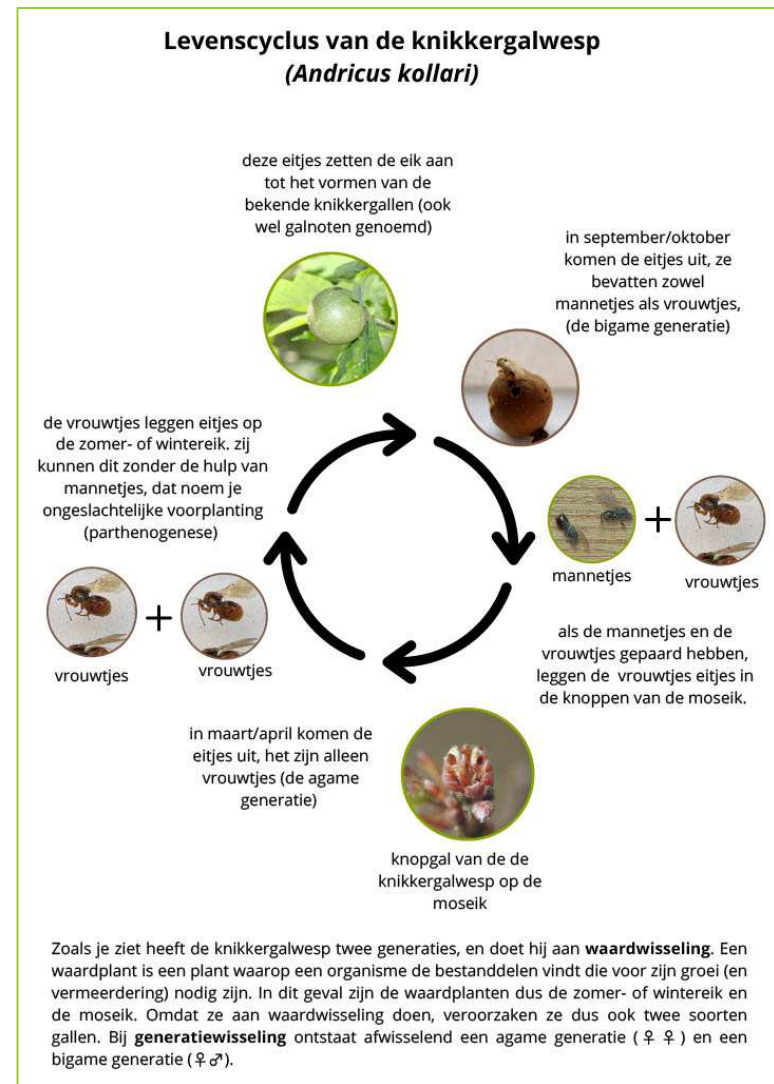 Levenscyclus van de knikkergalwesp
(Andricus kollari)
deze eitjes zetten de eik aan
tot het vormen van de
bekende knikkergallen (ook
wel galnoten genoemd)
in september/oktober
komen de eitjes uit, ze
bevatten zowel
mannetjes als vrouwtjes,
(de bigame generatie)
mannetjes
+
vrouwtjes
als de mannetjes en de
vrouwtjes gepaard hebben,
leggen de vrouwtjes eitjes in
de knoppen van de moseik.
knopgal van de de
knikkergalwesp op de
moseik
in maart/april komen de
eitjes uit, het zijn alleen
vrouwtjes (de agame
generatie)
de vrouwtjes leggen eitjes op
de zomer- of wintereik. zij
kunnen dit zonder de hulp van
mannetjes, dat noem je
ongeslachtelijke voorplanting
(parthenogenese)
vrouwtjes
+
vrouwtjes
Zoals je ziet heeft de knikkergalwesp twee generaties, en doet hij aan waardwisseling. Een
waardplant is een plant waarop een organisme de bestanddelen vindt die voor zijn groei (en
vermeerdering) nodig zijn. In dit geval zijn de waardplanten dus de zomer- of wintereik en
de moseik. Omdat ze aan waardwisseling doen, veroorzaken ze dus ook twee soorten
gallen. Bij generatiewisseling ontstaat afwisselend een agame generatie (♀ ♀) en een
bigame generatie (♀♂).